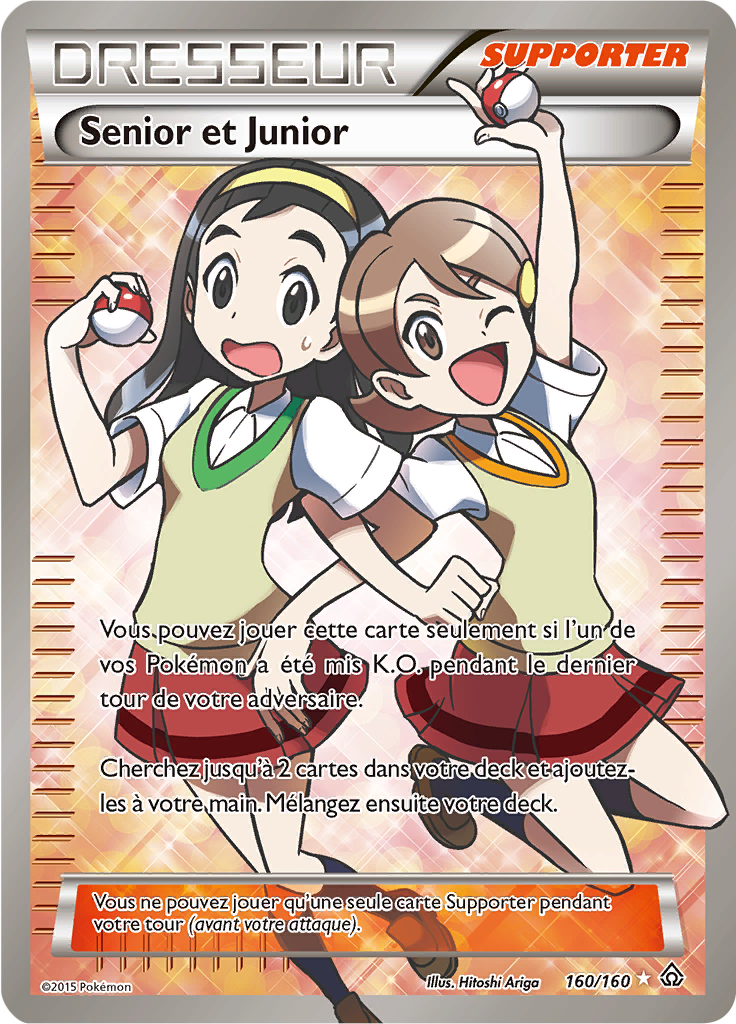 DRESSEUR
SUPPORTER
Senior et Junior
Vous pouvez jouer cette carte seulement si l'un de
vos Pokémon a été mis K.O. pendant le dernier
tour de votre adversaire.
Cherchez jusqu'à 2 cartes dans votre deck et ajoutez-
les à votre main. Mélangez ensuite votre deck.
Vous ne pouvez jouer qu'une seule carte Supporter pendant
votre tour (avant votre attaque).
©2015 Pokémon
Illus. Hitoshi Ariga
160/160